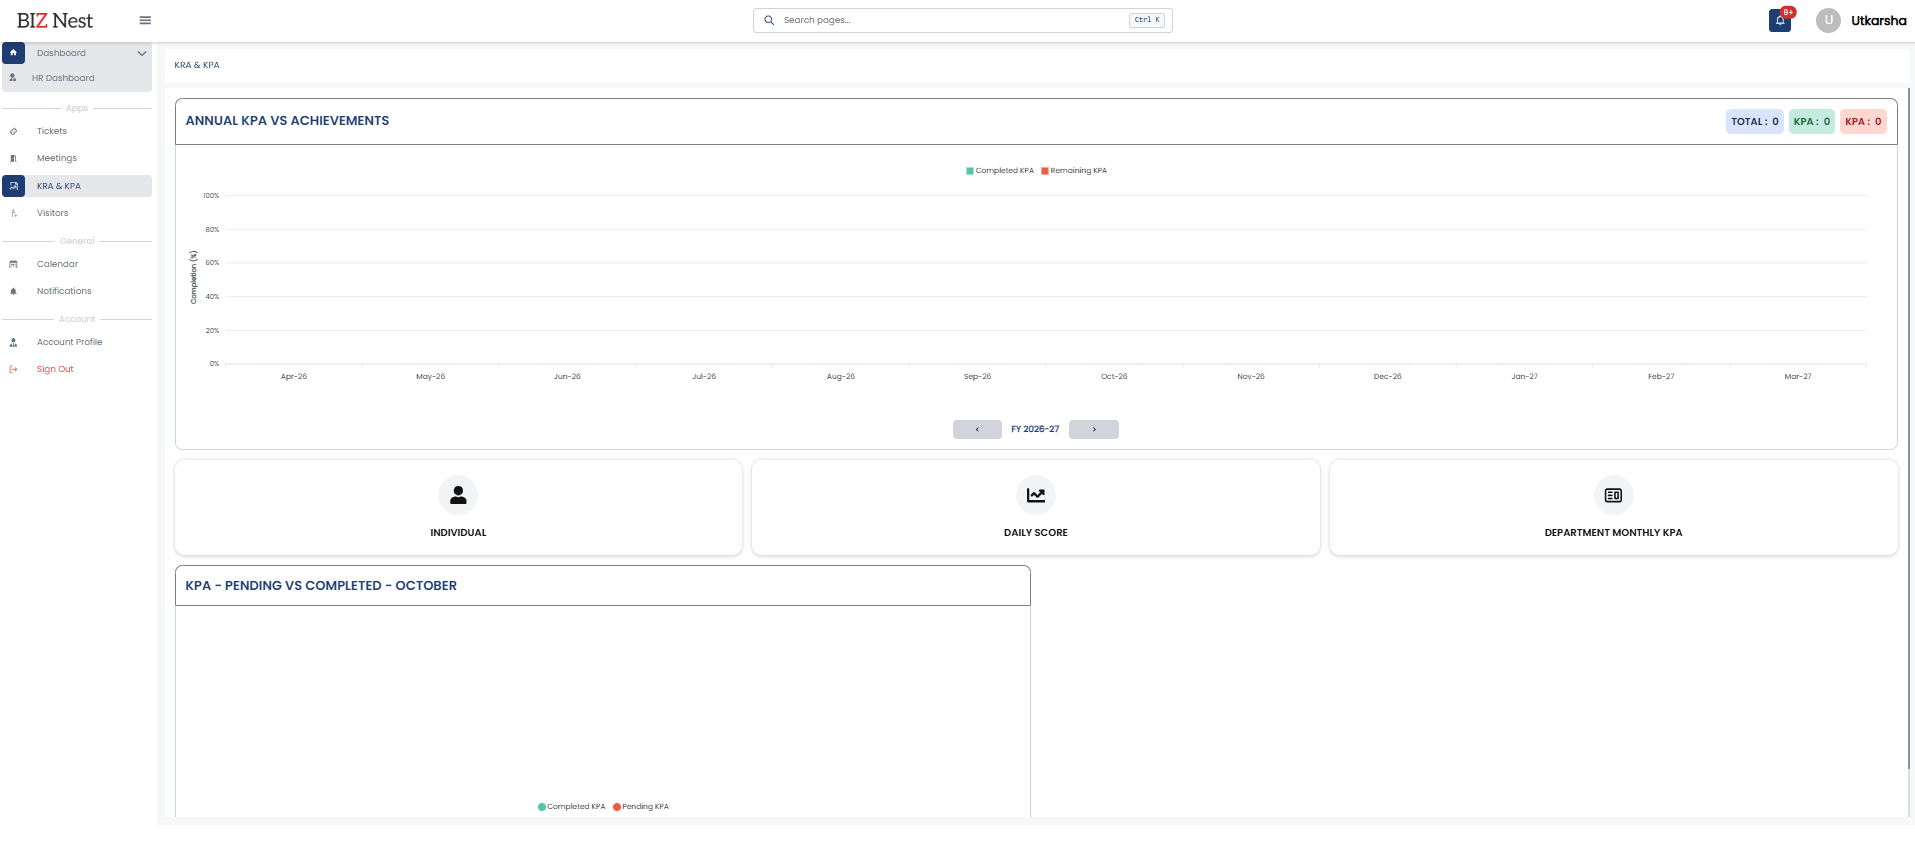 BIZ Nest
Search pages...
Ctrl K
9+
U
Utkarsha
Dashboard
HR Dashboard
Apps
Tickets
Meetings
KRA & KPA
Visitors
General
Calendar
Notifications
Account
Account Profile
Sign Out
KRA & KPA
ANNUAL KPA VS ACHIEVEMENTS
TOTAL : 0
KPA : 0
KPA : 0
Completed KPA
Remaining KPA
Completion (%)
100%
80%
60%
40%
20%
0%
Apr-26
May-26
Jun-26
Jul-26
Aug-26
Sep-26
Oct-26
Nov-26
Dec-26
Jan-27
Feb-27
Mar-27
FY 2026-27
INDIVIDUAL
DAILY SCORE
DEPARTMENT MONTHLY KPA
KPA - PENDING VS COMPLETED - OCTOBER
Completed KPA
Pending KPA